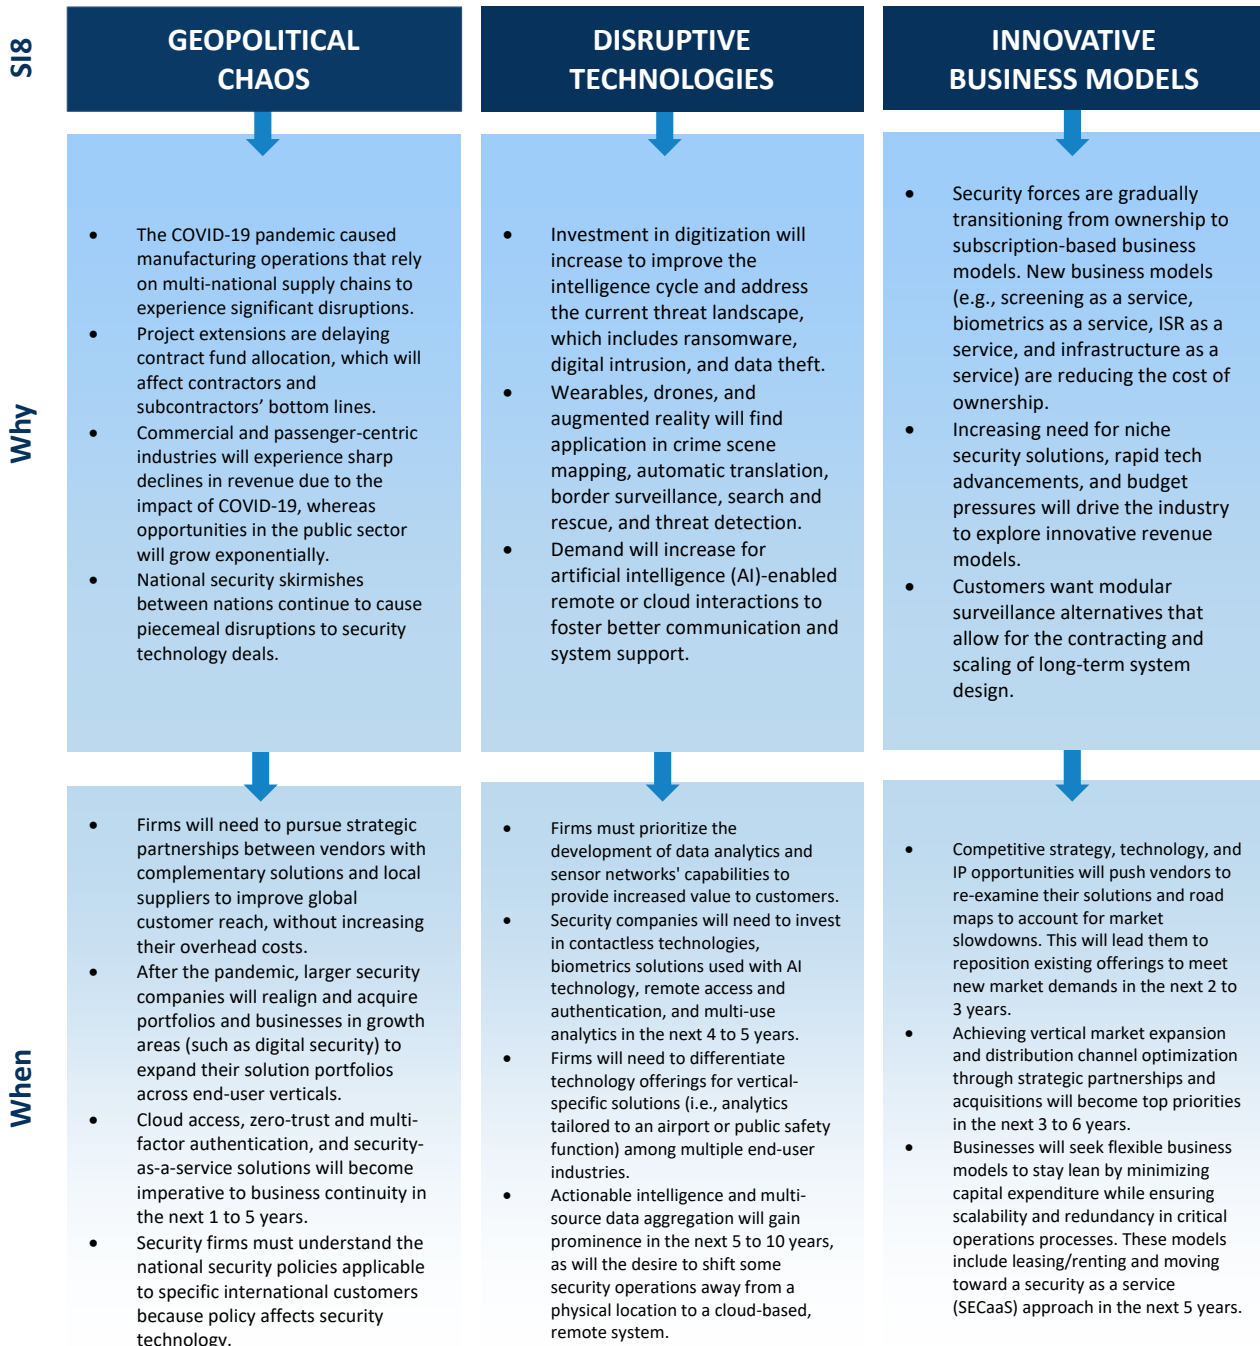 SI8
GEOPOLITICAL
CHAOS
DISRUPTIVE
TECHNOLOGIES
INNOVATIVE
BUSINESS MODELS
Why
• The COVID-19 pandemic caused
manufacturing operations that rely
on multi-national supply chains to
experience significant disruptions.
• Project extensions are delaying
contract fund allocation, which will
affect contractors and
subcontractors’ bottom lines.
• Commercial and passenger-centric
industries will experience sharp
declines in revenue due to the
impact of COVID-19, whereas
opportunities in the public sector
will grow exponentially.
• National security skirmishes
between nations continue to cause
piecemeal disruptions to security
technology deals.
• Investment in digitization will
increase to improve the
intelligence cycle and address
the current threat landscape,
which includes ransomware,
digital intrusion, and data theft.
• Wearables, drones, and
augmented reality will find
application in crime scene
mapping, automatic translation,
border surveillance, search and
rescue, and threat detection.
• Demand will increase for
artificial intelligence (AI)-enabled
remote or cloud interactions to
foster better communication and
system support.
• Security forces are gradually
transitioning from ownership to
subscription-based business
models. New business models
(e.g., screening as a service,
biometrics as a service, ISR as a
service, and infrastructure as a
service) are reducing the cost of
ownership.
• Increasing need for niche
security solutions, rapid tech
advancements, and budget
pressures will drive the industry
to explore innovative revenue
models.
• Customers want modular
surveillance alternatives that
allow for the contracting and
scaling of long-term system
design.
When
• Firms will need to pursue strategic
partnerships between vendors with
complementary solutions and local
suppliers to improve global
customer reach, without increasing
their overhead costs.
• After the pandemic, larger security
companies will realign and acquire
portfolios and businesses in growth
areas (such as digital security) to
expand their solution portfolios
across end-user verticals.
• Cloud access, zero-trust and multi-
factor authentication, and security-
as-a-service solutions will become
imperative to business continuity in
the next 1 to 5 years.
• Security firms must understand the
national security policies applicable
to specific international customers
because policy affects security
technology.
• Firms must prioritize the
development of data analytics and
sensor networks' capabilities to
provide increased value to customers.
• Security companies will need to invest
in contactless technologies,
biometrics solutions used with AI
technology, remote access and
authentication, and multi-use
analytics in the next 4 to 5 years.
• Firms will need to differentiate
technology offerings for vertical-
specific solutions (i.e., analytics
tailored to an airport or public safety
function) among multiple end-user
industries.
• Actionable intelligence and multi-
source data aggregation will gain
prominence in the next 5 to 10 years,
as will the desire to shift some
security operations away from a
physical location to a cloud-based,
remote system.
• Competitive strategy, technology, and
IP opportunities will push vendors to
re-examine their solutions and road
maps to account for market
slowdowns. This will lead them to
reposition existing offerings to meet
new market demands in the next 2 to
3 years.
• Achieving vertical market expansion
and distribution channel optimization
through strategic partnerships and
acquisitions will become top priorities
in the next 3 to 6 years.
• Businesses will seek flexible business
models to stay lean by minimizing
capital expenditure while ensuring
scalability and redundancy in critical
operations processes. These models
include leasing/renting and moving
toward a security as a service
(SECaaS) approach in the next 5 years.